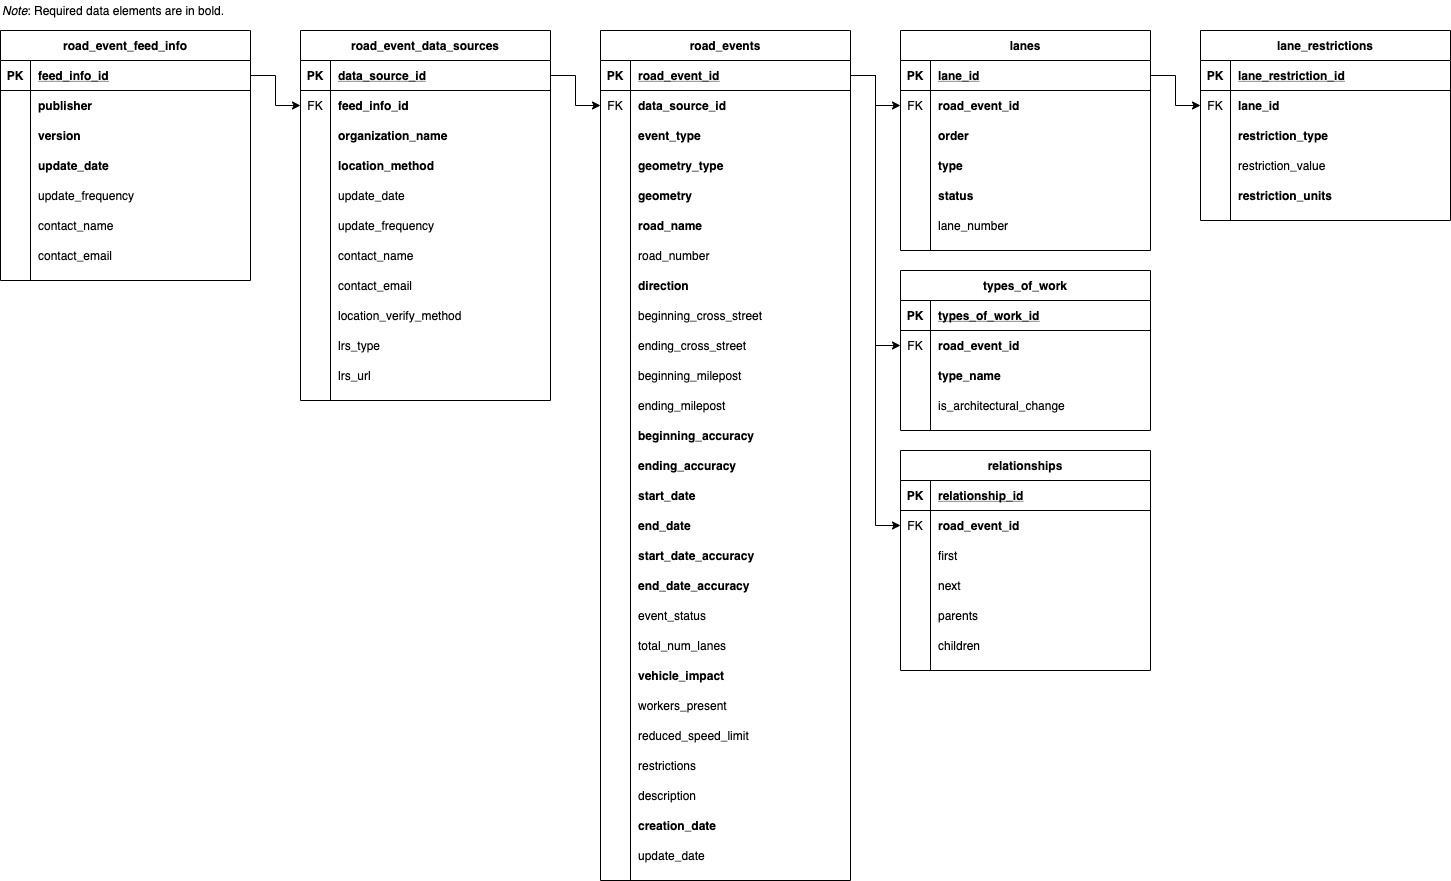 Note: Required data elements are in bold.
road_event_feed_info
PK feed_info_id
publisher
version
update_date
update_frequency
contact_name
contact_email
road_event_data_sources
PK data_source_id
FK feed_info_id
organization_name
location_method
update_date
update_frequency
contact_name
contact_email
location_verify_method
lrs_type
lrs_url
road_events
PK road_event_id
FK data_source_id
event_type
geometry_type
geometry
road_name
road_number
direction
beginning_cross_street
ending_cross_street
beginning_milepost
ending_milepost
beginning_accuracy
ending_accuracy
start_date
end_date
start_date_accuracy
end_date_accuracy
event_status
total_num_lanes
vehicle_impact
workers_present
reduced_speed_limit
restrictions
description
creation_date
update_date
lanes
PK lane_id
FK road_event_id
order
type
status
lane_number
types_of_work
PK types_of_work_id
FK road_event_id
type_name
is_architectural_change
relationships
PK relationship_id
FK road_event_id
first
next
parents
children
lane_restrictions
PK lane_restriction_id
FK lane_id
restriction_type
restriction_value
restriction_units